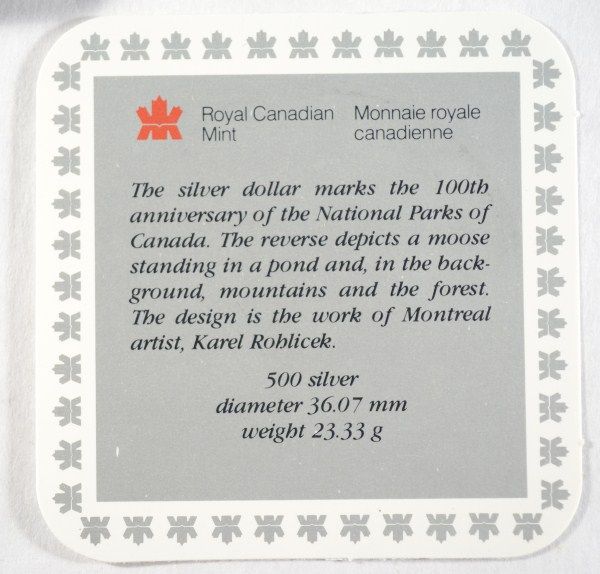 Royal Canadian Mint
Monnaie royale canadienne
The silver dollar marks the 100th
anniversary of the National Parks of
Canada. The reverse depicts a moose
standing in a pond and, in the back-
ground, mountains and the forest.
The design is the work of Montreal
artist, Karel Rohlicek.
500 silver
diameter 36.07 mm
weight 23.33 g